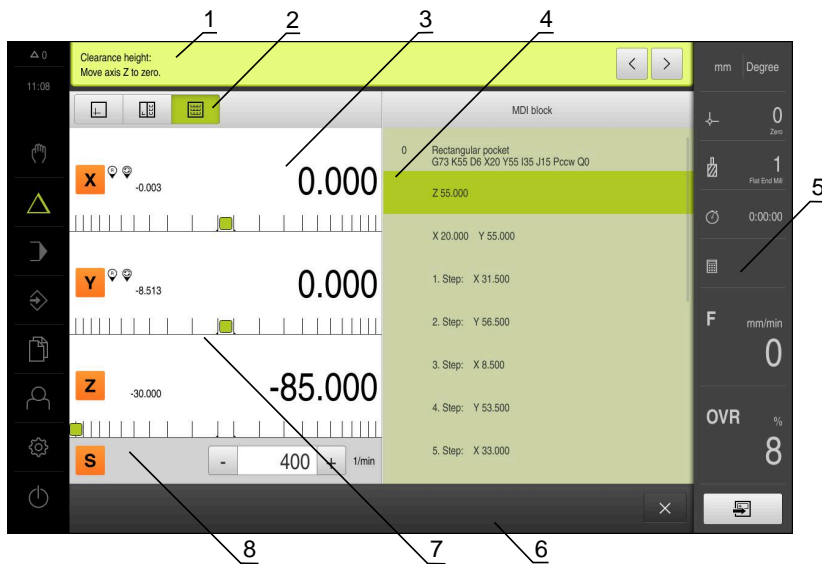 1
2
3
4
0
11:08
Clearance height:
Move axis Z to zero.
< >
mm Degree
MDI block
X
R
-0.003
0.000
0 Rectangular pocket
G73 K55 D6 X20 Y55 I35 J15 Pccw Q0
Z 55.000
X 20.000 Y 55.000
Y
R
-8.513
0.000
1. Step: X 31.500
2. Step: Y 56.500
3. Step: X 8.500
Z
-30.000
-85.000
4. Step: Y 53.500
5. Step: X 33.000
S
- 400 + 1/min
0
Zero
1
Flat End Mill
0:00:00
5
F mm/min
0
OVR %
8
8
7
6